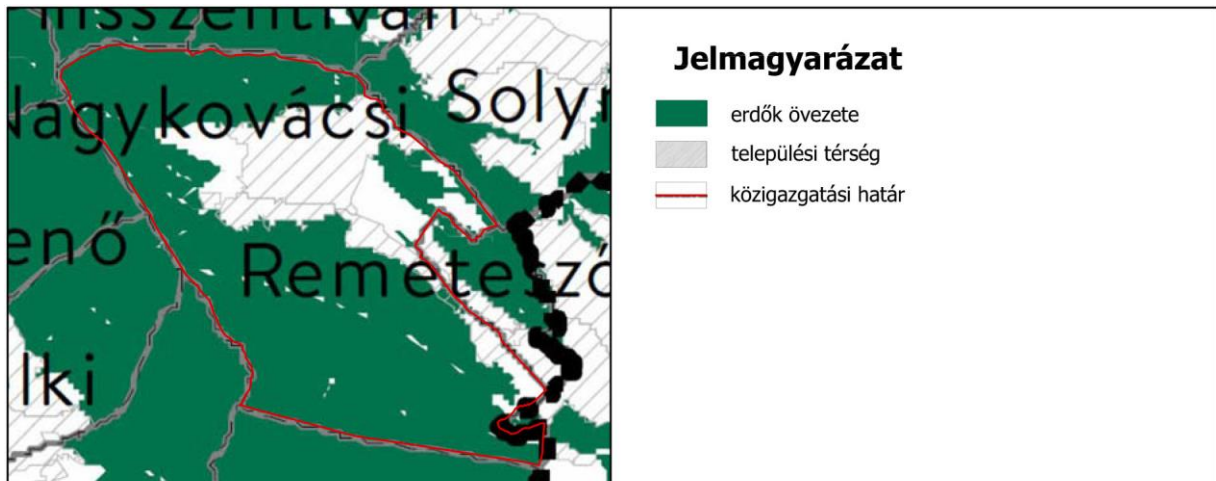 Nagykovácsi
Remetesző
Jelmagyarázat
erdők övezete
települési térség
közigazgatási határ